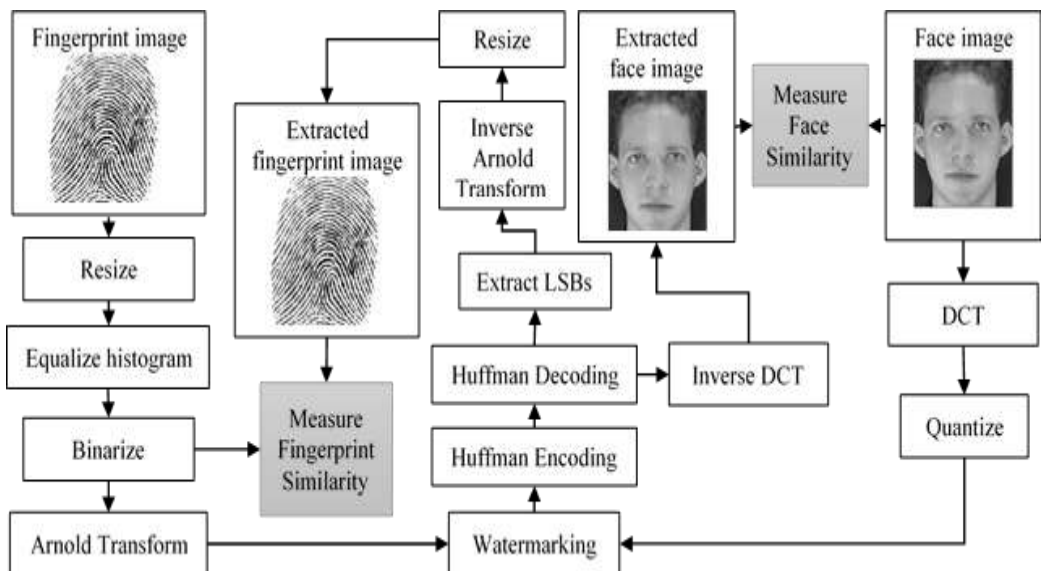 Fingerprint image
Resize
Equalize histogram
Binarize
Arnold Transform
Extracted
fingerprint image
Measure
Fingerprint
Similarity
Resize
Inverse
Arnold
Transform
Extract LSBs
Huffman Decoding
Huffman Encoding
Watermarking
Extracted
face image
Inverse DCT
Measure
Face
Similarity
Face image
DCT
Quantize